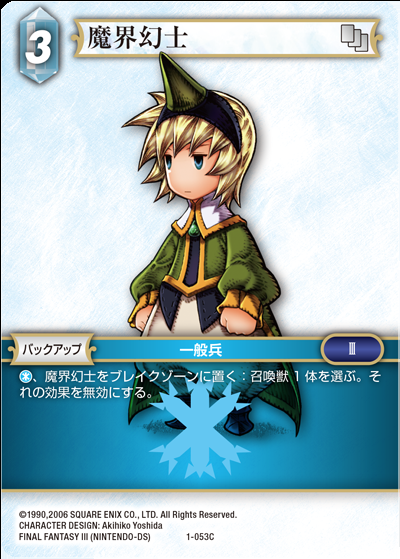 3 魔界幻士
バックアップ 一般兵 III
氷、魔界幻士をブレイクゾーンに置く：召喚獣 1 体を選ぶ。そ
れの効果を無効にする。
©1990,2006 SQUARE ENIX CO., LTD. All Rights Reserved.
CHARACTER DESIGN: Akihiko Yoshida
FINAL FANTASY III (NINTENDO-DS) 1-053C